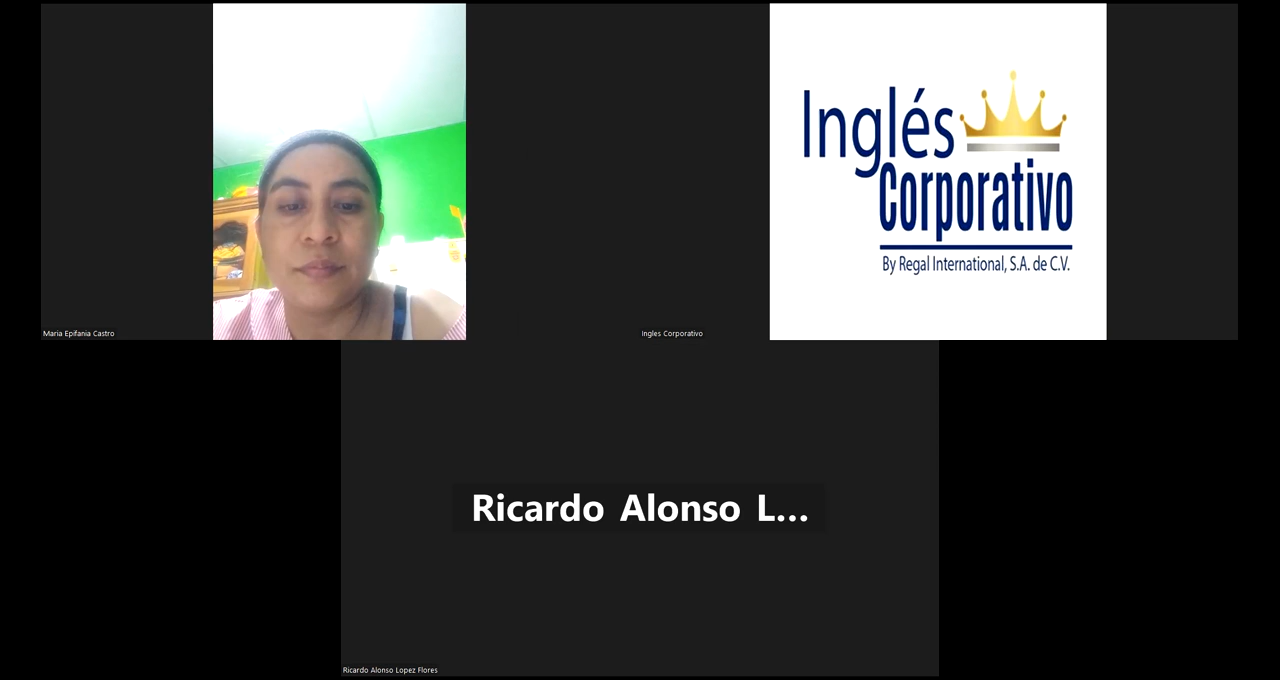 Inglés
Corporativo
By Regal International, S.A. de C.V.
Maria Epifania Castro
Ingles Corporativo
Ricardo Alonso L...
Ricardo Alonso Lopez Flores